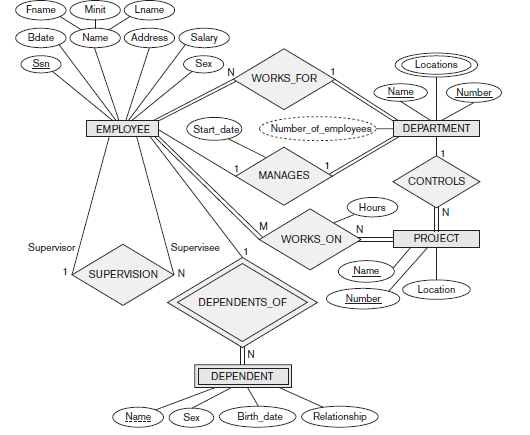 Fname Minit Lname
Bdate Name Address Salary
Ssn Sex
Locations
Name Number
N WORKS_FOR 1
EMPLOYEE Start_date Number_of_employees DEPARTMENT
1 MANAGES 1
1
CONTROLS
N
Hours
M WORKS_ON N
PROJECT
Supervisor Supervisee
1 SUPERVISION N
1
Name
Number Location
DEPENDENTS_OF
N
DEPENDENT
Name Sex Birth_date Relationship